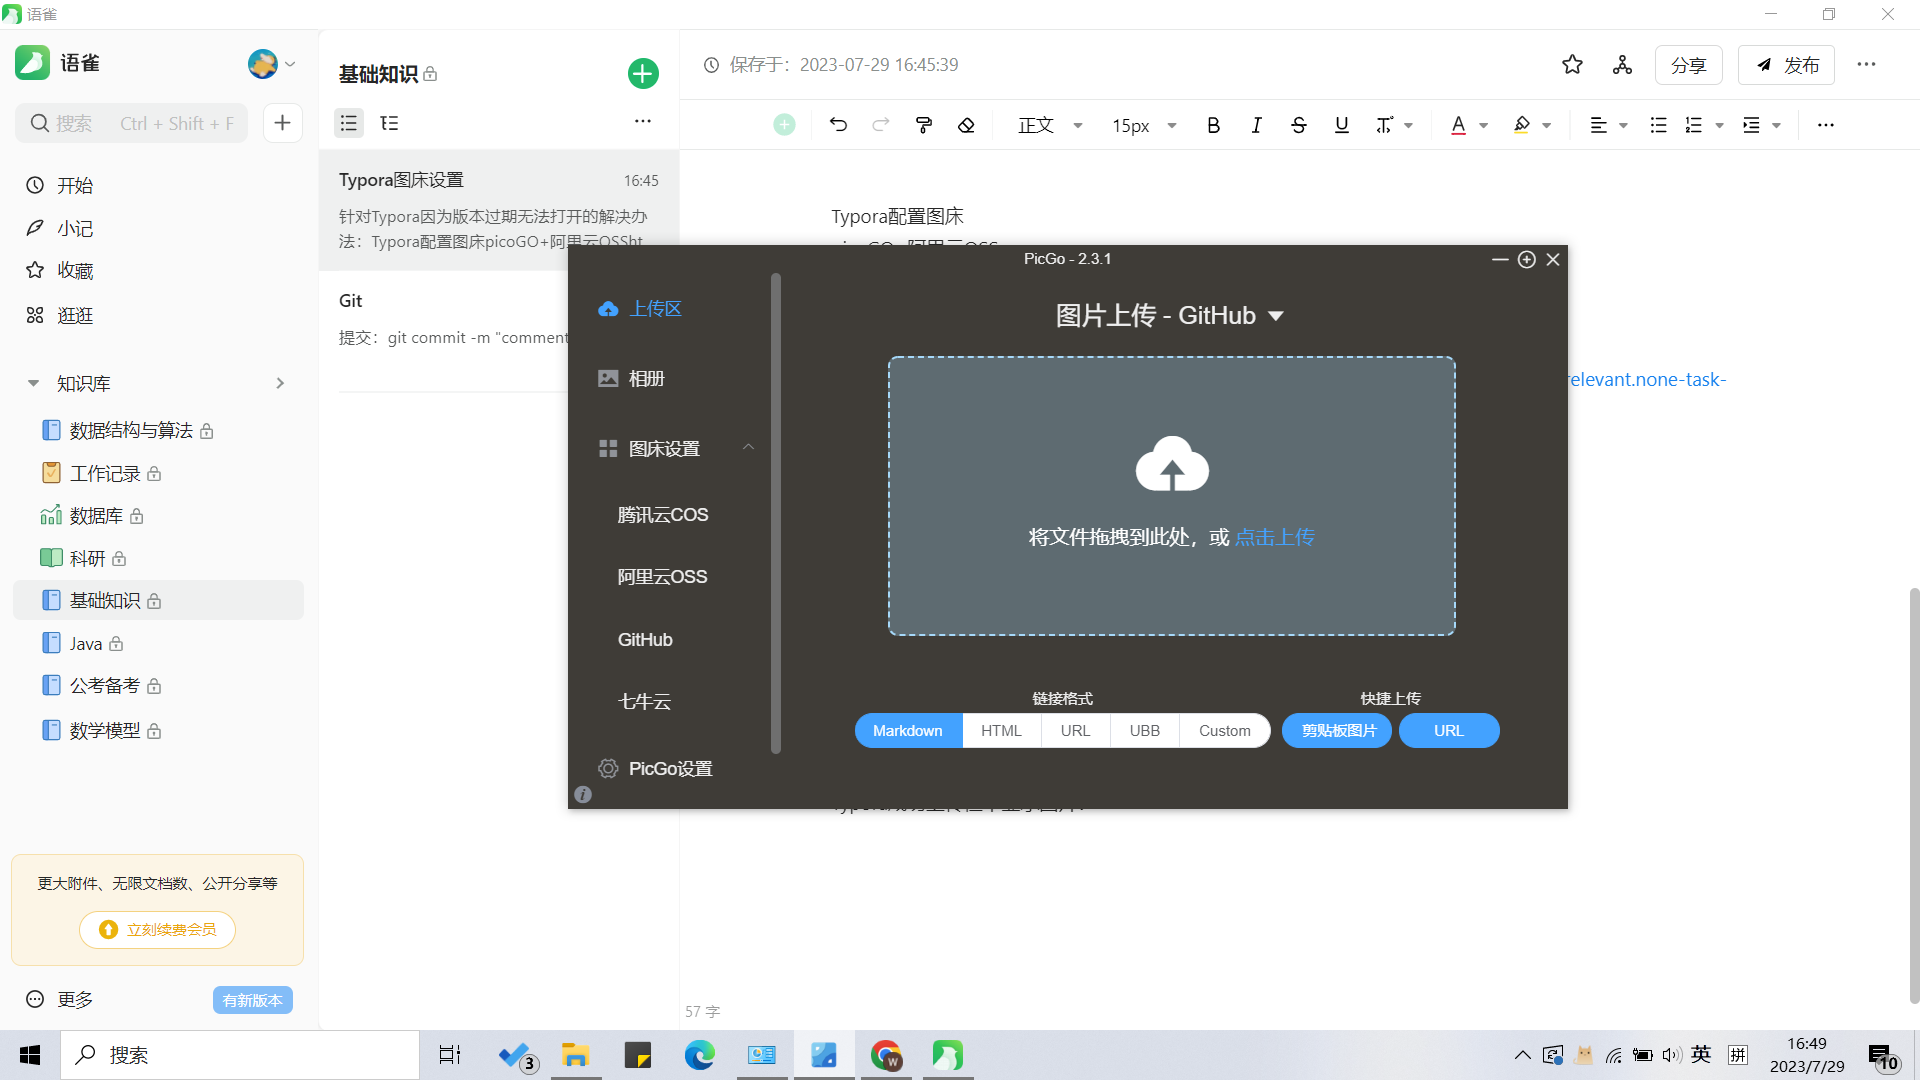 语雀
语雀
搜索 Ctrl + Shift + F
开始
小记
收藏
逛逛
知识库
数据结构与算法
工作记录
数据库
科研
基础知识
Java
公考备考
数学模型
更大附件、无限文档数、公开分享等
立刻续费会员
更多
有新版本
基础知识
Typora图床设置 16:45
针对Typora因为版本过期无法打开的解决办
法：Typora配置图床picoGO+阿里云OSSht
Git
提交：git commit -m "comment
保存于：2023-07-29 16:45:39
分享
发布
正文
15px
Typora配置图床
relevant.none-task-
57 字
PicGo - 2.3.1
上传区
相册
图床设置
腾讯云COS
阿里云OSS
GitHub
七牛云
PicGo设置
图片上传 - GitHub
将文件拖拽到此处，或 点击上传
链接格式
快捷上传
Markdown
HTML
URL
UBB
Custom
剪贴板图片
URL
搜索
3
W
英
拼
16:49
2023/7/29
10